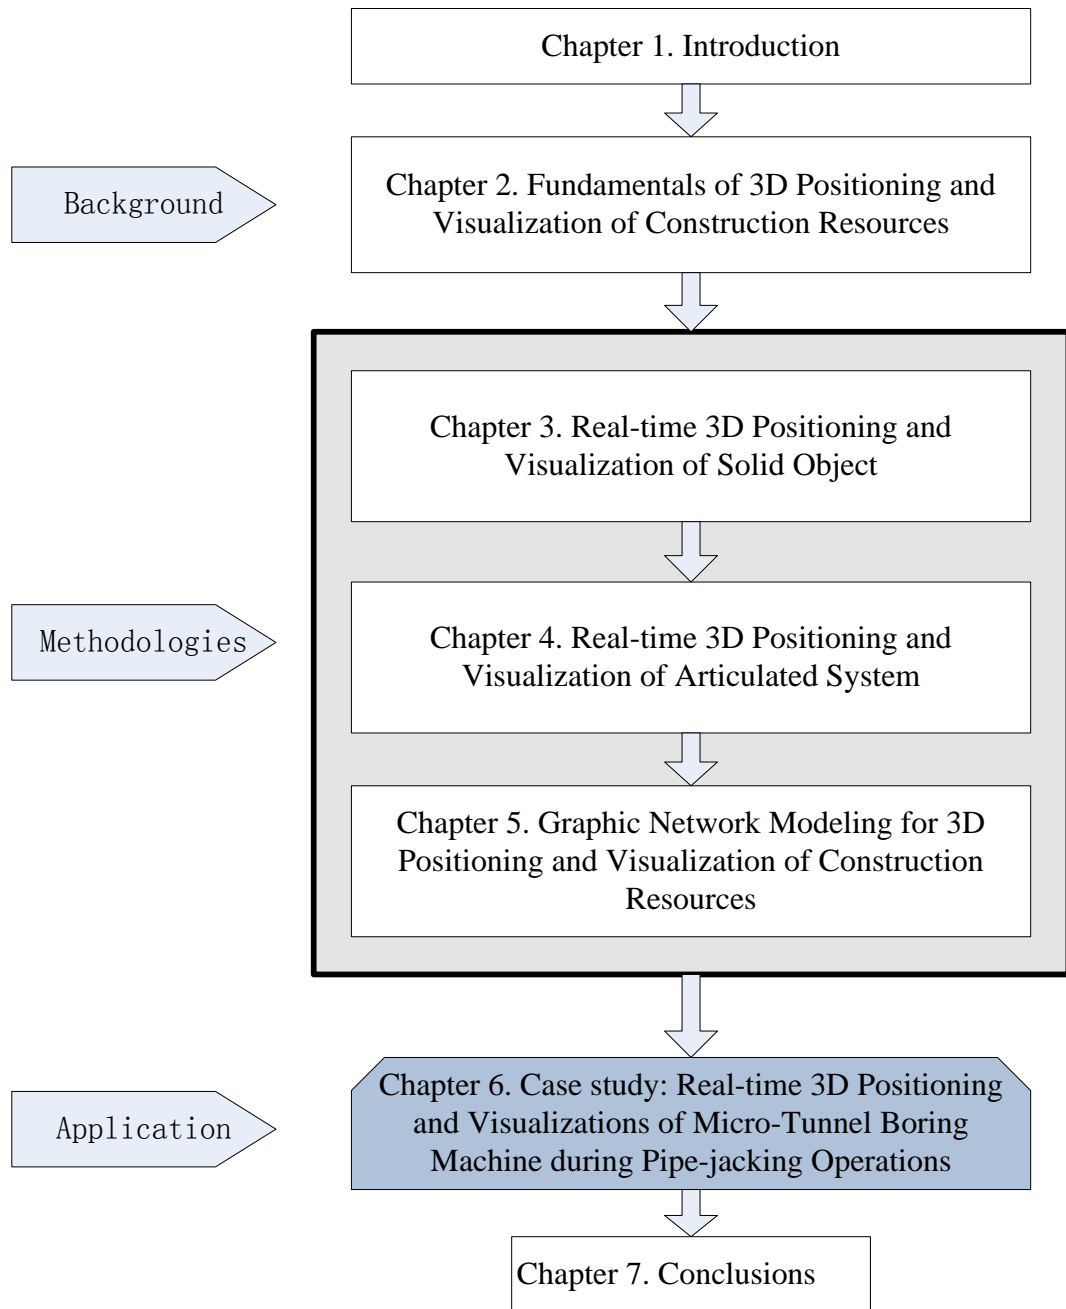 Chapter 1. Introduction
Background
Chapter 2. Fundamentals of 3D Positioning and
Visualization of Construction Resources
Chapter 3. Real-time 3D Positioning and
Visualization of Solid Object
Methodologies
Chapter 4. Real-time 3D Positioning and
Visualization of Articulated System
Chapter 5. Graphic Network Modeling for 3D
Positioning and Visualization of Construction
Resources
Application
Chapter 6. Case study: Real-time 3D Positioning
and Visualizations of Micro-Tunnel Boring
Machine during Pipe-jacking Operations
Chapter 7. Conclusions